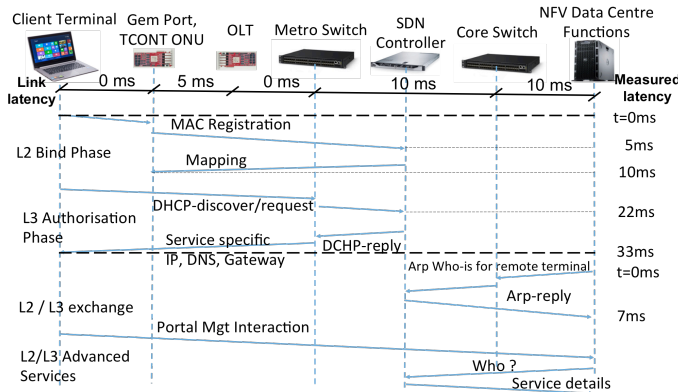 Client Terminal
Gem Port,
TCONT ONU
OLT
Metro Switch
SDN
Controller
Core Switch
NFV Data Centre
Functions
Link
latency
0 ms
5 ms
0 ms
10 ms
10 ms
Measured
latency
t=0ms
MAC Registration
5ms
L2 Bind Phase
Mapping
10ms
DHCP-discover/request
22ms
L3 Authorisation
Phase
Service specific
IP, DNS, Gateway
DCHP-reply
33ms
Arp Who-is for remote terminal
t=0ms
L2 / L3 exchange
Arp-reply
7ms
Portal Mgt Interaction
L2/L3 Advanced
Services
Who ?
Service details